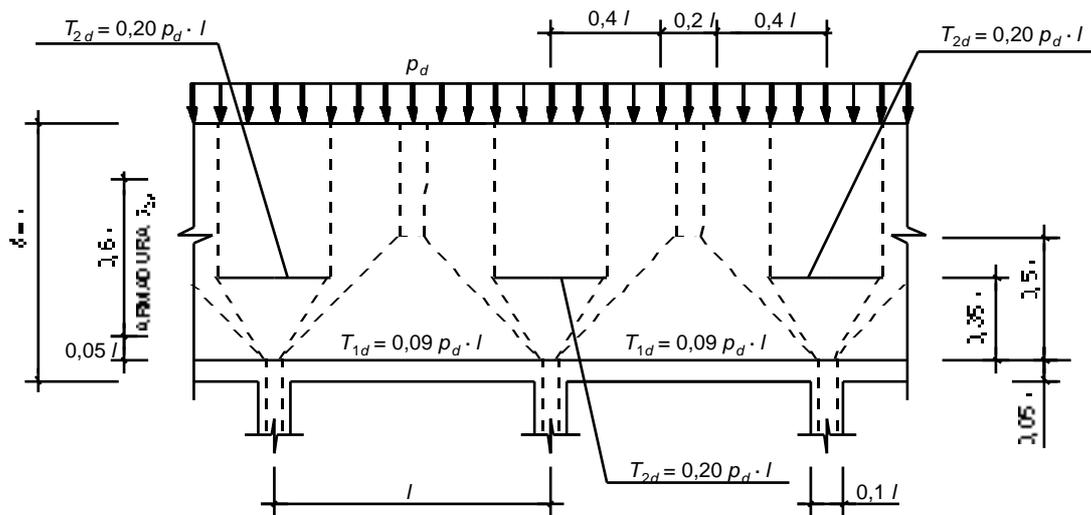 0,4 l 0,2 l 0,4 l
T2d = 0,20 pd · l
T2d = 0,20 pd · l
pd
ARMADURA
0,05 l
T1d = 0,09 pd · l
T1d = 0,09 pd · l
T2d = 0,20 pd · l
l
0,1 l